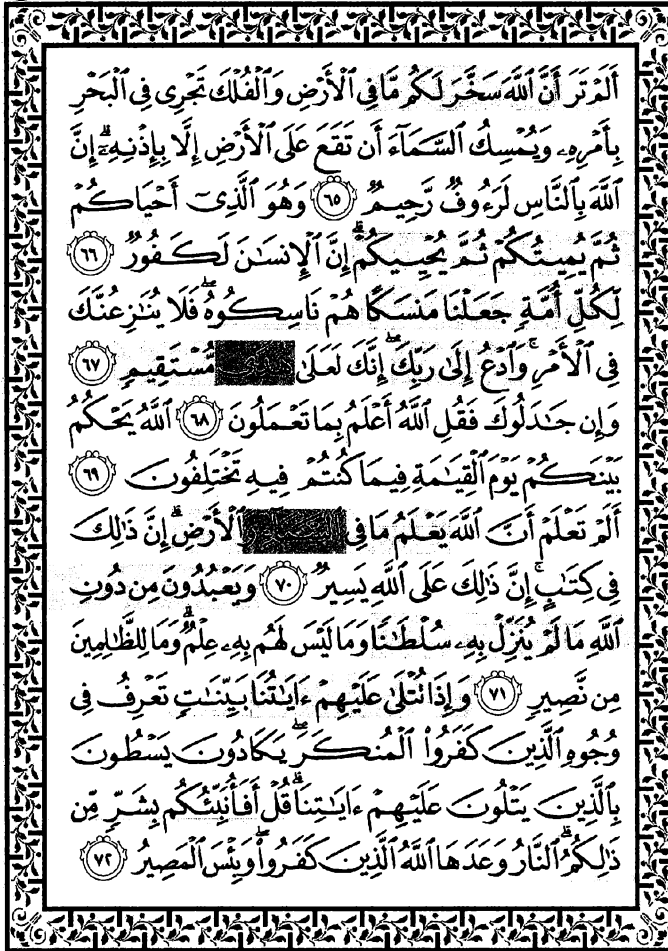 أَلَمْ تَرَ أَنَّ ٱللَّهَ سَخَّرَ لَكُم مَّا فِى ٱلْأَرْضِ وَٱلْفُلْكَ تَجْرِى فِى ٱلْبَحْرِ
بِأَمْرِهِۦ وَيُمْسِكُ ٱلسَّمَآءَ أَن تَقَعَ عَلَى ٱلْأَرْضِ إِلَّا بِإِذْنِهِۦٓ ۗ إِنَّ
ٱللَّهَ بِٱلنَّاسِ لَرَءُوفٌ رَّحِيمٌ ٦٥ وَهُوَ ٱلَّذِىٓ أَحْيَاكُمْ
ثُمَّ يُمِيتُكُمْ ثُمَّ يُحْيِيكُمْ ۗ إِنَّ ٱلْإِنسَٰنَ لَكَفُورٌ ٦٦
لِّكُلِّ أُمَّةٍ جَعَلْنَا مَنسَكًا هُمْ نَاسِكُوهُ ۖ فَلَا يُنَٰزِعُنَّكَ
فِى ٱلْأَمْرِ ۚ وَٱدْعُ إِلَىٰ رَبِّكَ ۖ إِنَّكَ لَعَلَىٰ مُّسْتَقِيمٍ ٦٧
وَإِن جَٰدَلُوكَ فَقُلِ ٱللَّهُ أَعْلَمُ بِمَا تَعْمَلُونَ ٦٨ ٱللَّهُ يَحْكُمُ
بَيْنَكُمْ يَوْمَ ٱلْقِيَٰمَةِ فِيمَا كُنتُمْ فِيهِ تَخْتَلِفُونَ ٦٩
أَلَمْ تَعْلَمْ أَنَّ ٱللَّهَ يَعْلَمُ مَا فِى ٱلْأَرْضِ ۗ إِنَّ ذَٰلِكَ
فِى كِتَٰبٍ ۚ إِنَّ ذَٰلِكَ عَلَى ٱللَّهِ يَسِيرٌ ٧٠ وَيَعْبُدُونَ مِن دُونِ
ٱللَّهِ مَا لَمْ يُنَزِّلْ بِهِۦ سُلْطَٰنًا وَمَا لَيْسَ لَهُم بِهِۦ عِلْمٌ ۗ وَمَا لِلظَّٰلِمِينَ
مِن نَّصِيرٍ ٧١ وَإِذَا تُتْلَىٰ عَلَيْهِمْ ءَايَٰتُنَا بَيِّنَٰتٍ تَعْرِفُ فِى
وُجُوهِ ٱلَّذِينَ كَفَرُوا۟ ٱلْمُنكَرَ ۖ يَكَادُونَ يَسْطُونَ
بِٱلَّذِينَ يَتْلُونَ عَلَيْهِمْ ءَايَٰتِنَا ۗ قُلْ أَفَأُنَبِّئُكُم بِشَرٍّ مِّن
ذَٰلِكُمُ ۗ ٱلنَّارُ وَعَدَهَا ٱللَّهُ ٱلَّذِينَ كَفَرُوا۟ ۖ وَبِئْسَ ٱلْمَصِيرُ ٧٢